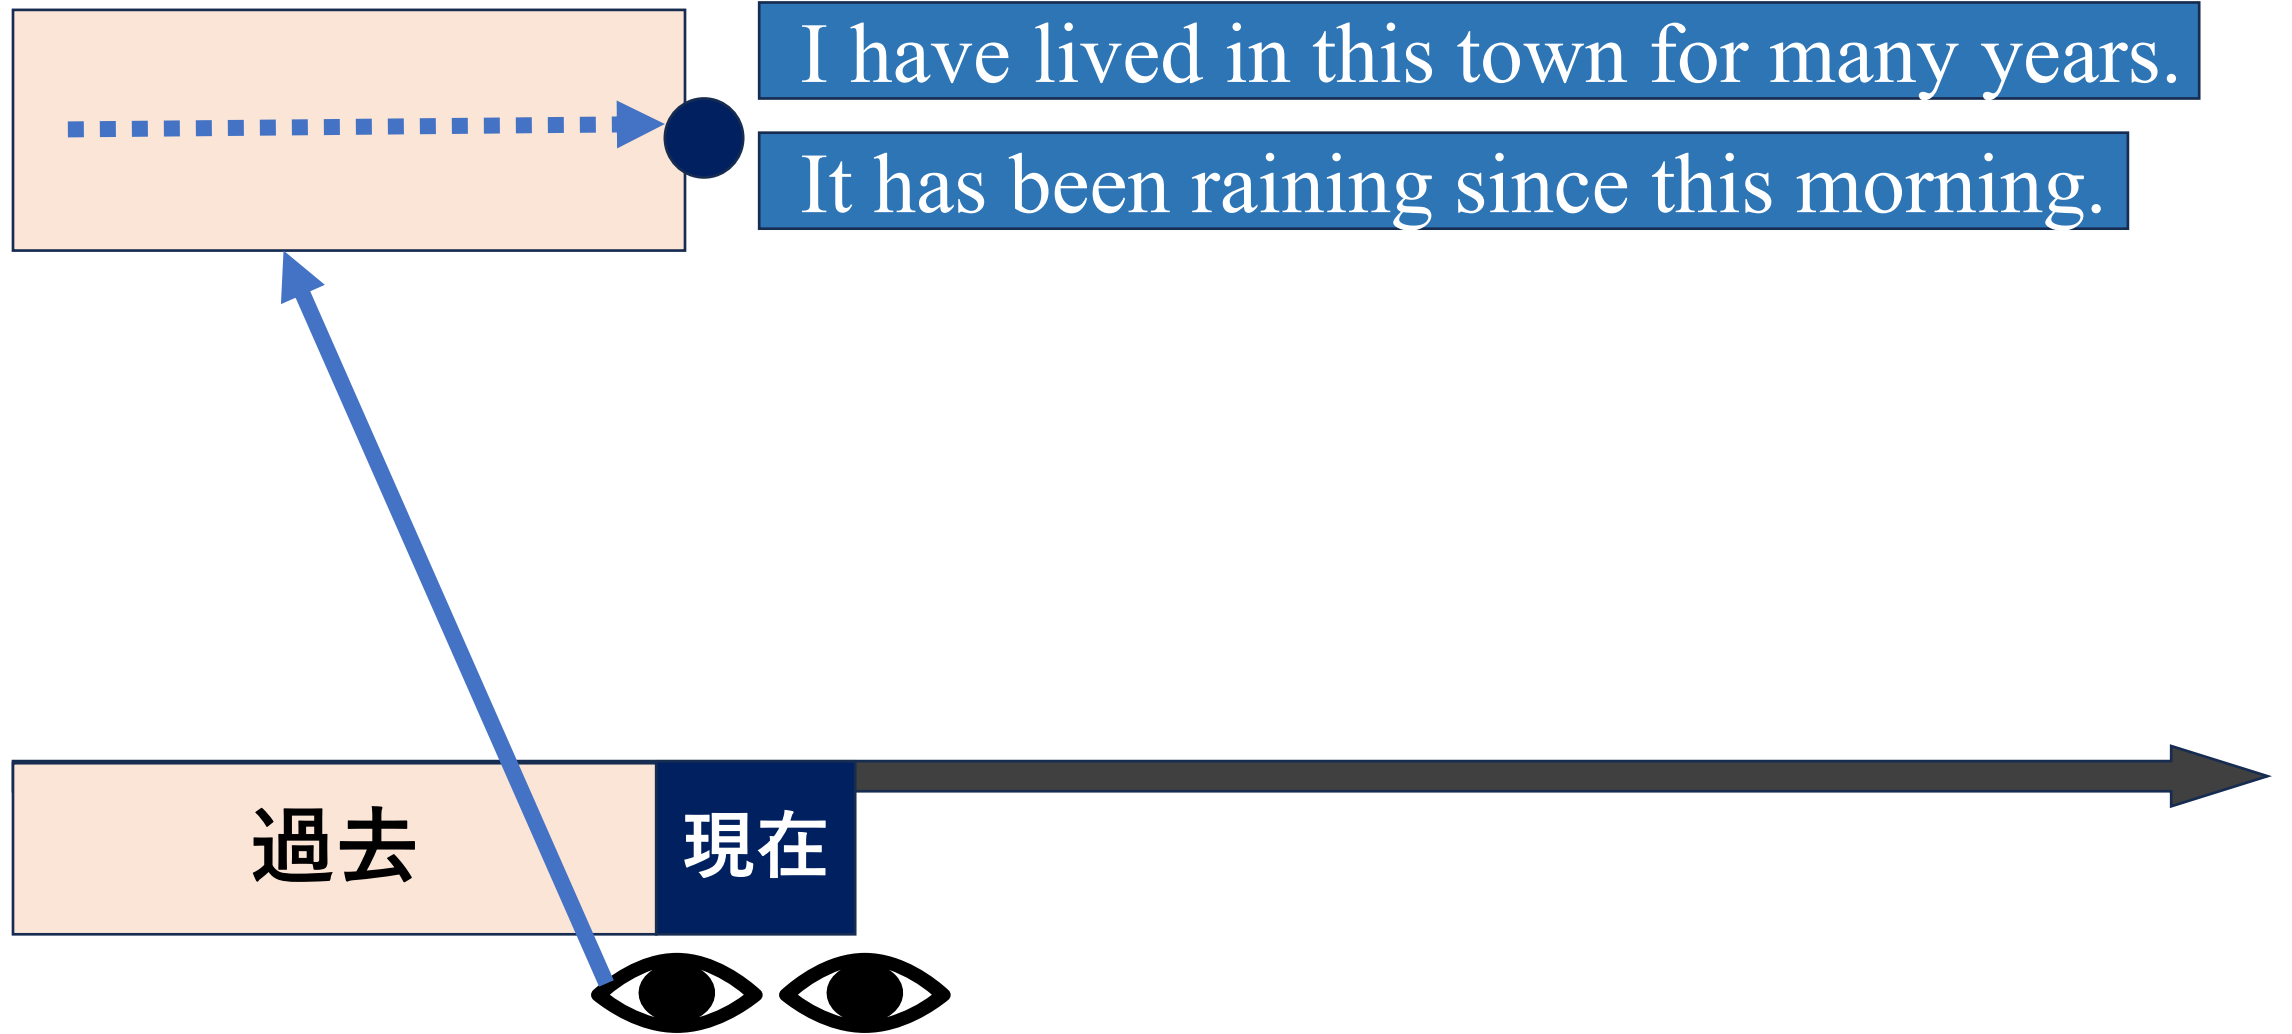 I have lived in this town for many years.
It has been raining since this morning.
過去
現在